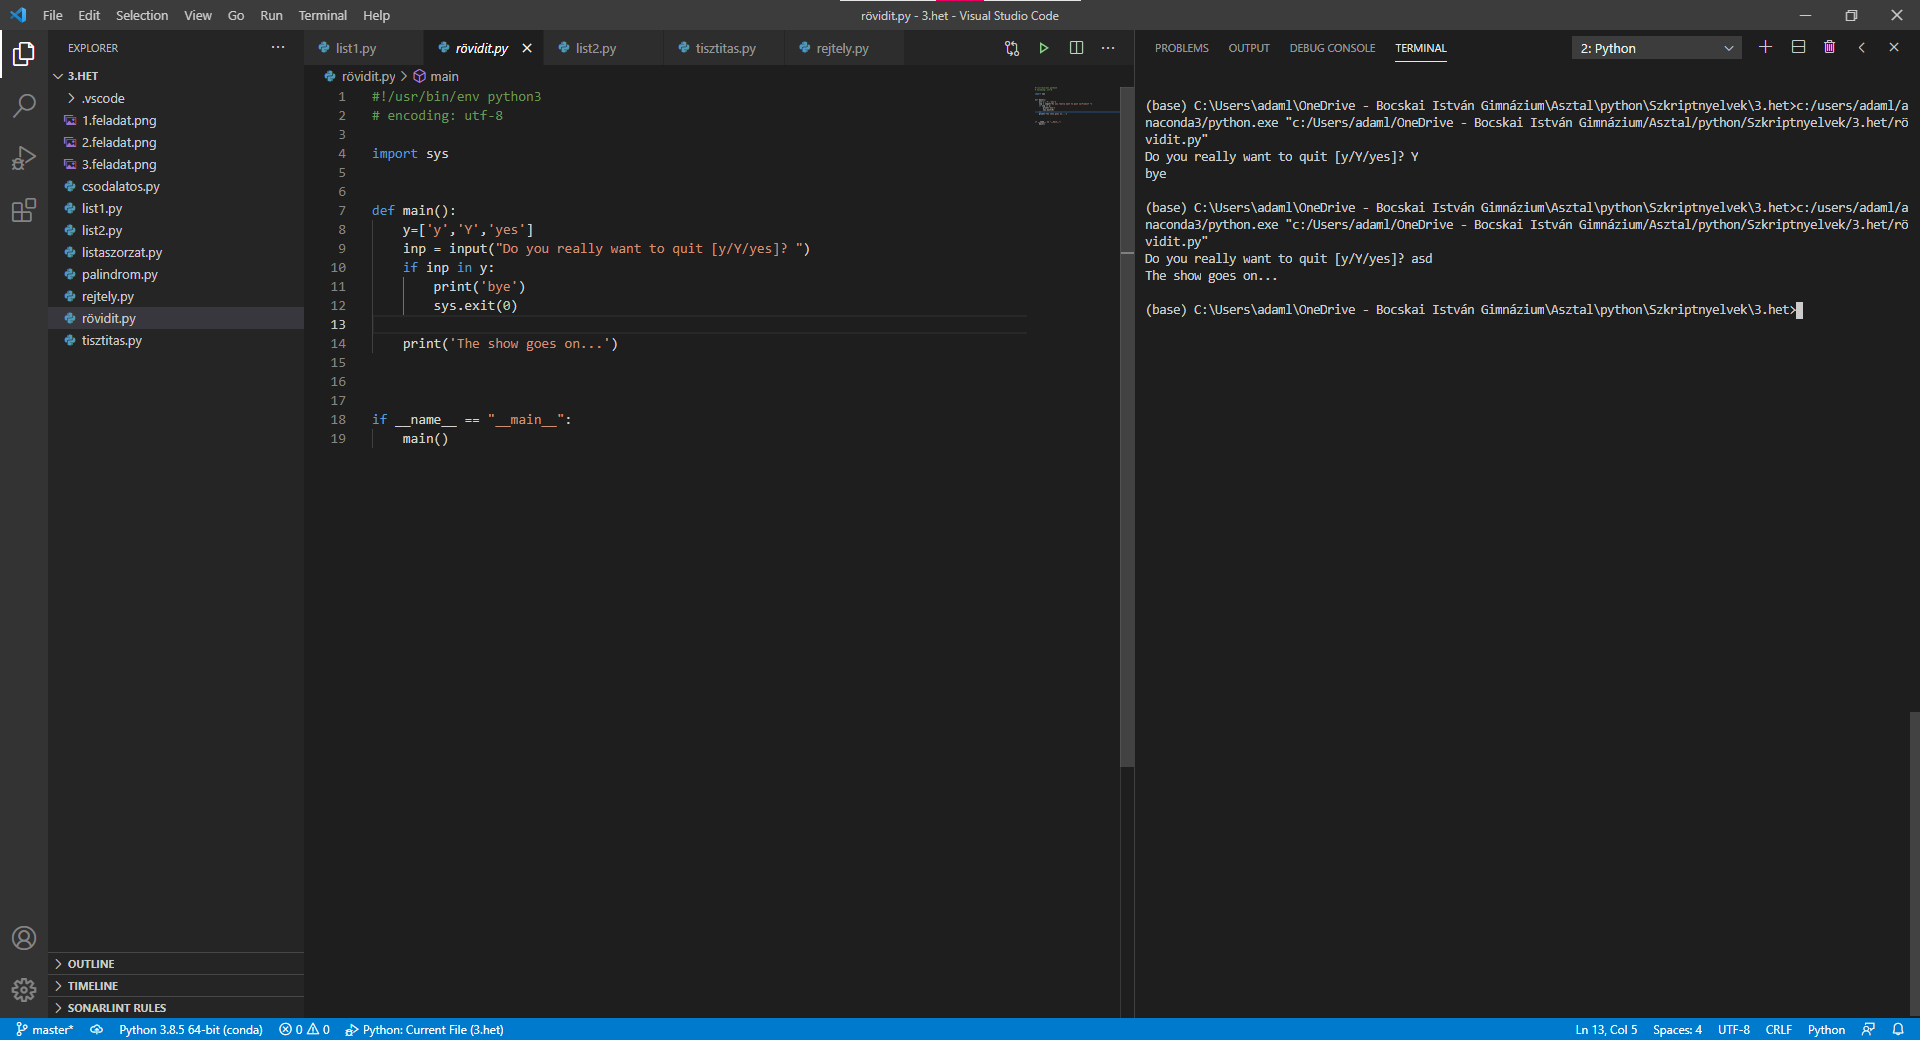 File Edit Selection View Go Run Terminal Help
rövidit.py - 3.het - Visual Studio Code
EXPLORER
3.HET
.vscode
1.feladat.png
2.feladat.png
3.feladat.png
csodalatos.py
list1.py
list2.py
listaszorzat.py
palindrom.py
rejtely.py
rövidit.py
tisztitas.py
OUTLINE
TIMELINE
SONARLINT RULES
list1.py rövidit.py list2.py tisztitas.py rejtely.py
rövidit.py > main
1 #!/usr/bin/env python3
2 # encoding: utf-8
3
4 import sys
5
6
7 def main():
8     y=['y','Y','yes']
9     inp = input("Do you really want to quit [y/Y/yes]? ")
10     if inp in y:
11         print('bye')
12         sys.exit(0)
13
14     print('The show goes on...')
15
16
17
18 if __name__ == "__main__":
19     main()
PROBLEMS OUTPUT DEBUG CONSOLE TERMINAL 2: Python
(base) C:\Users\adaml\OneDrive - Bocskai István Gimnázium\Asztal\python\Szkriptnyelvek\3.het>c:/users/adaml/a
naconda3/python.exe "c:/Users/adaml/OneDrive - Bocskai István Gimnázium/Asztal/python/Szkriptnyelvek/3.het/rö
vidit.py"
Do you really want to quit [y/Y/yes]? Y
bye
(base) C:\Users\adaml\OneDrive - Bocskai István Gimnázium\Asztal\python\Szkriptnyelvek\3.het>c:/users/adaml/a
naconda3/python.exe "c:/Users/adaml/OneDrive - Bocskai István Gimnázium/Asztal/python/Szkriptnyelvek/3.het/rö
vidit.py"
Do you really want to quit [y/Y/yes]? asd
The show goes on...
(base) C:\Users\adaml\OneDrive - Bocskai István Gimnázium\Asztal\python\Szkriptnyelvek\3.het>
master* Python 3.8.5 64-bit (conda) 0 0 Python: Current File (3.het) Ln 13, Col 5 Spaces: 4 UTF-8 CRLF Python